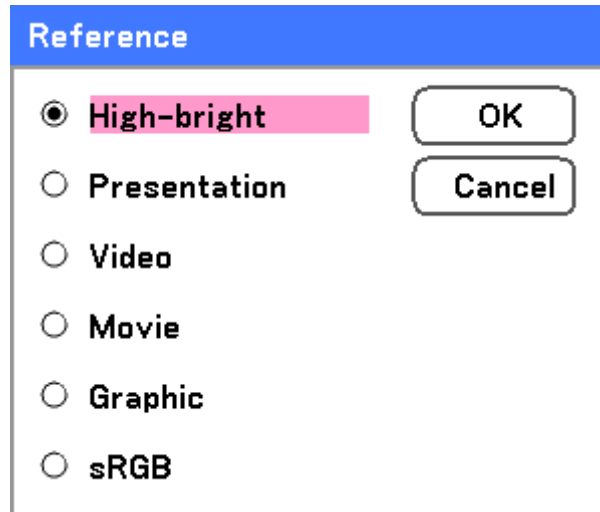 Reference
High-bright
OK
Presentation
Cancel
Video
Movie
Graphic
sRGB